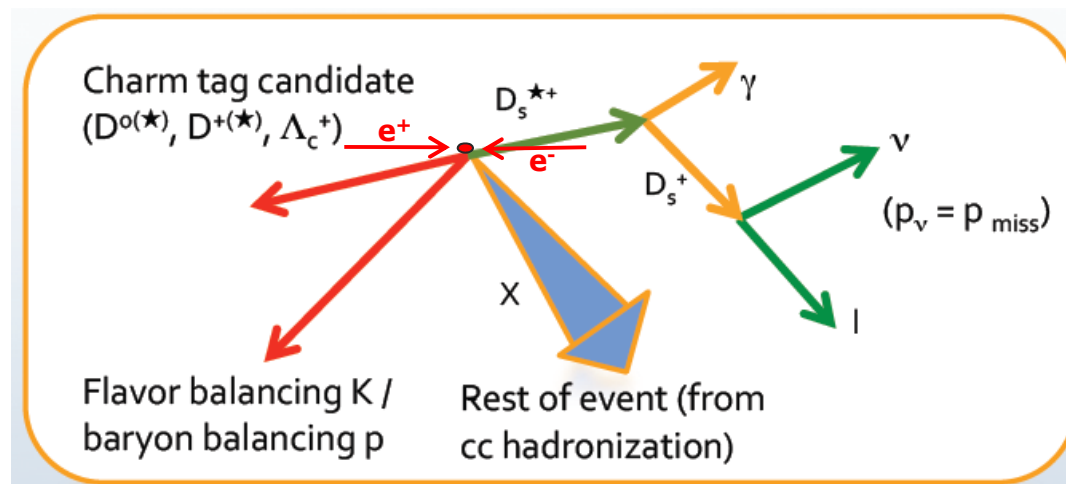 Charm tag candidate
(D⁰⁽★⁾, D⁺⁽★⁾, Λc⁺)
e⁺
e⁻
Ds★⁺
γ
Ds⁺
ν
(pν = p miss)
X
l
Flavor balancing K /
baryon balancing p
Rest of event (from
cc hadronization)